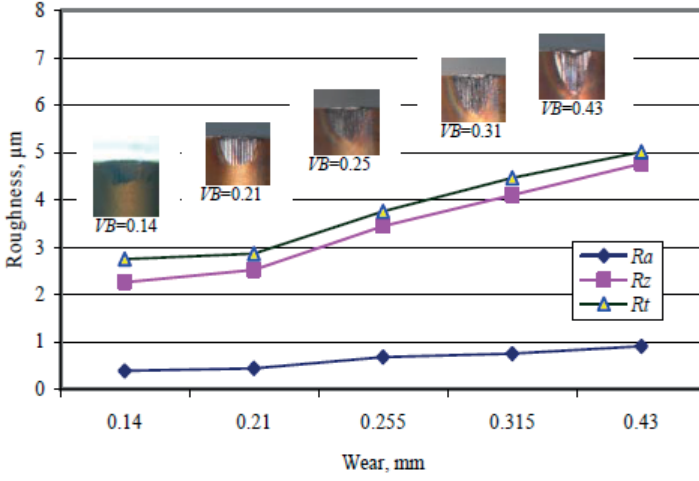 8
7
6
5
4
3
2
1
0
Roughness, µm
VB=0.14
VB=0.21
VB=0.25
VB=0.31
VB=0.43
Ra
Rz
Rt
0.14 0.21 0.255 0.315 0.43
Wear, mm